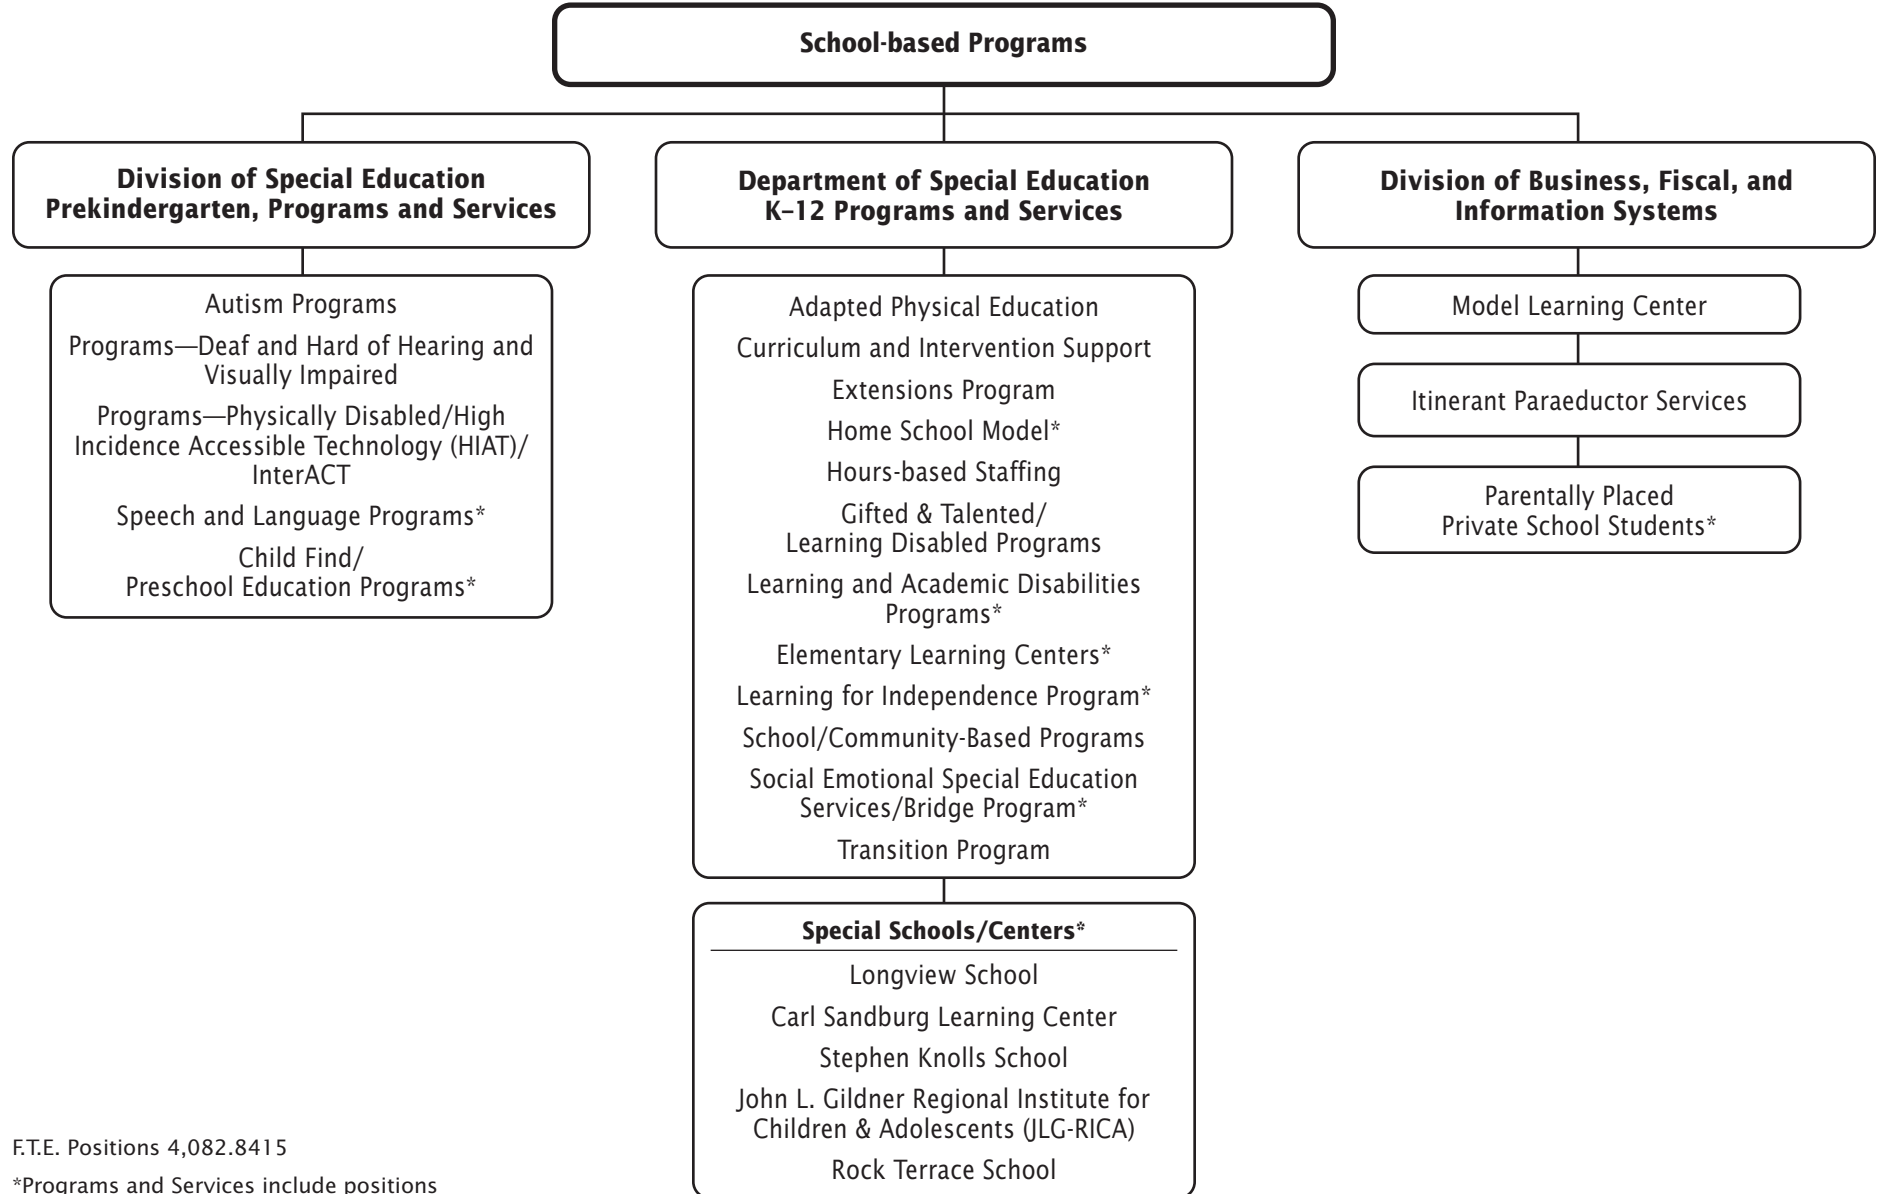 School-based Programs
Division of Special Education
Prekindergarten, Programs and Services
Autism Programs
Programs—Deaf and Hard of Hearing and
Visually Impaired
Programs—Physically Disabled/High
Incidence Accessible Technology (HIAT)/
InterACT
Speech and Language Programs*
Child Find/
Preschool Education Programs*
Department of Special Education
K–12 Programs and Services
Adapted Physical Education
Curriculum and Intervention Support
Extensions Program
Home School Model*
Hours-based Staffing
Gifted & Talented/
Learning Disabled Programs
Learning and Academic Disabilities
Programs*
Elementary Learning Centers*
Learning for Independence Program*
School/Community-Based Programs
Social Emotional Special Education
Services/Bridge Program*
Transition Program
Special Schools/Centers*
Longview School
Carl Sandburg Learning Center
Stephen Knolls School
John L. Gildner Regional Institute for
Children & Adolescents (JLG-RICA)
Rock Terrace School
Division of Business, Fiscal, and
Information Systems
Model Learning Center
Itinerant Paraeductor Services
Parentally Placed
Private School Students*
F.T.E. Positions 4,082.8415
*Programs and Services include positions